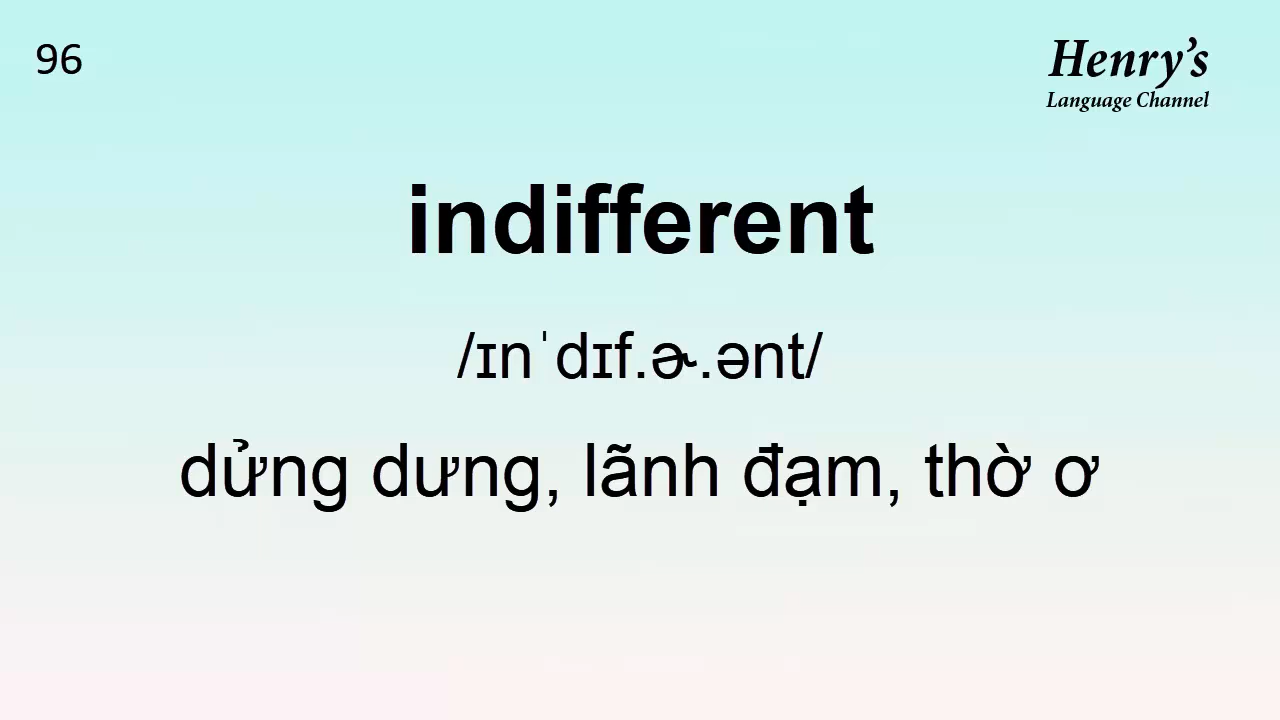 96
Henry’s
Language Channel
indifferent
/ɪnˈdɪf.ɚ.ənt/
dửng dưng, lãnh đạm, thờ ơ